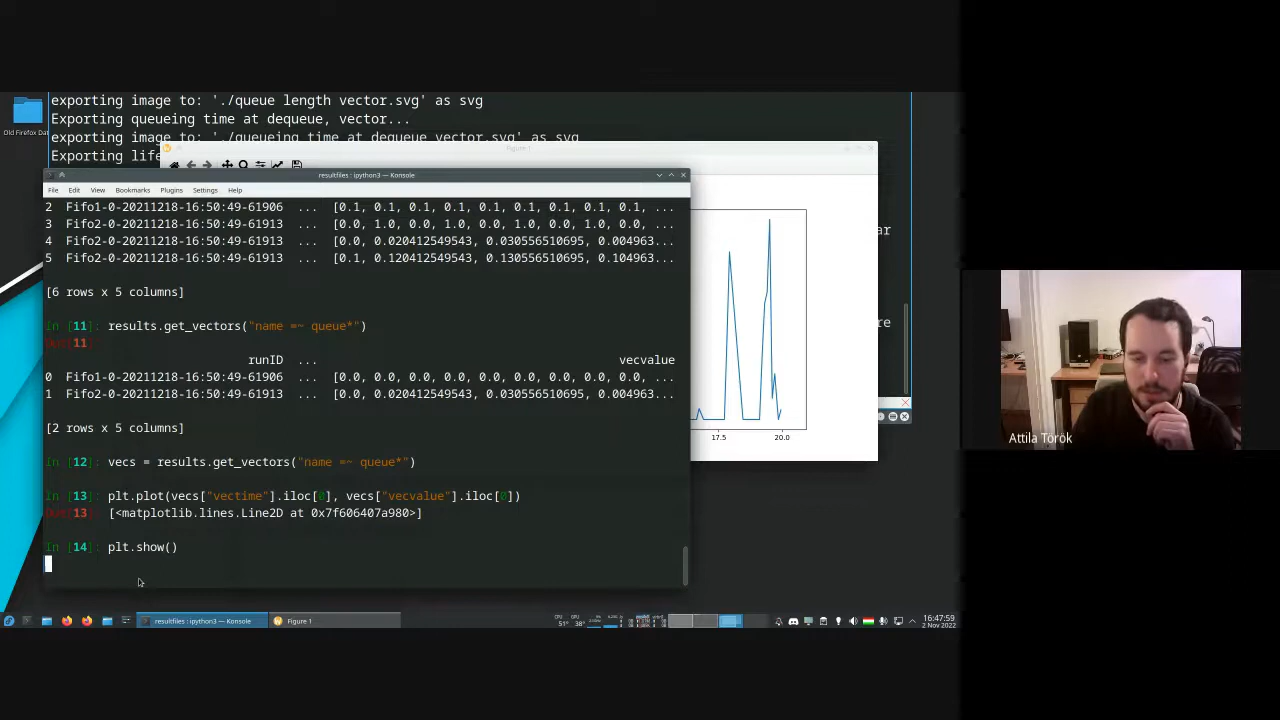 exporting image to: './queue length vector.svg' as svg
Exporting queueing time at dequeue, vector...
exporting image to: './queueing time at dequeue vector.svg' as svg
Exporting life
Old Firefox Dat
Figure 1
resultfiles : ipython3 — Konsole
File Edit View Bookmarks Plugins Settings Help
2 Fifo1-0-20211218-16:50:49-61906 ... [0.1, 0.1, 0.1, 0.1, 0.1, 0.1, 0.1, 0.1, ...
3 Fifo2-0-20211218-16:50:49-61913 ... [0.0, 1.0, 0.0, 1.0, 0.0, 1.0, 0.0, 1.0, 0.0, ...
4 Fifo2-0-20211218-16:50:49-61913 ... [0.0, 0.020412549543, 0.030556510695, 0.004963...
5 Fifo2-0-20211218-16:50:49-61913 ... [0.1, 0.120412549543, 0.130556510695, 0.104963...
[6 rows x 5 columns]
In [11]: results.get_vectors("name =~ queue*")
Out[11]:
runID ... vecvalue
0 Fifo1-0-20211218-16:50:49-61906 ... [0.0, 0.0, 0.0, 0.0, 0.0, 0.0, 0.0, 0.0, ...
1 Fifo2-0-20211218-16:50:49-61913 ... [0.0, 0.020412549543, 0.030556510695, 0.004963...
[2 rows x 5 columns]
In [12]: vecs = results.get_vectors("name =~ queue*")
In [13]: plt.plot(vecs["vectime"].iloc[0], vecs["vecvalue"].iloc[0])
Out[13]: [<matplotlib.lines.Line2D at 0x7f606407a980>]
In [14]: plt.show()
ar
re
17.5 20.0
Attila Török
resultfiles : ipython3 — Konsole
Figure 1
CPU
51°
GPU
38°
16:47:59
2 Nov 2022